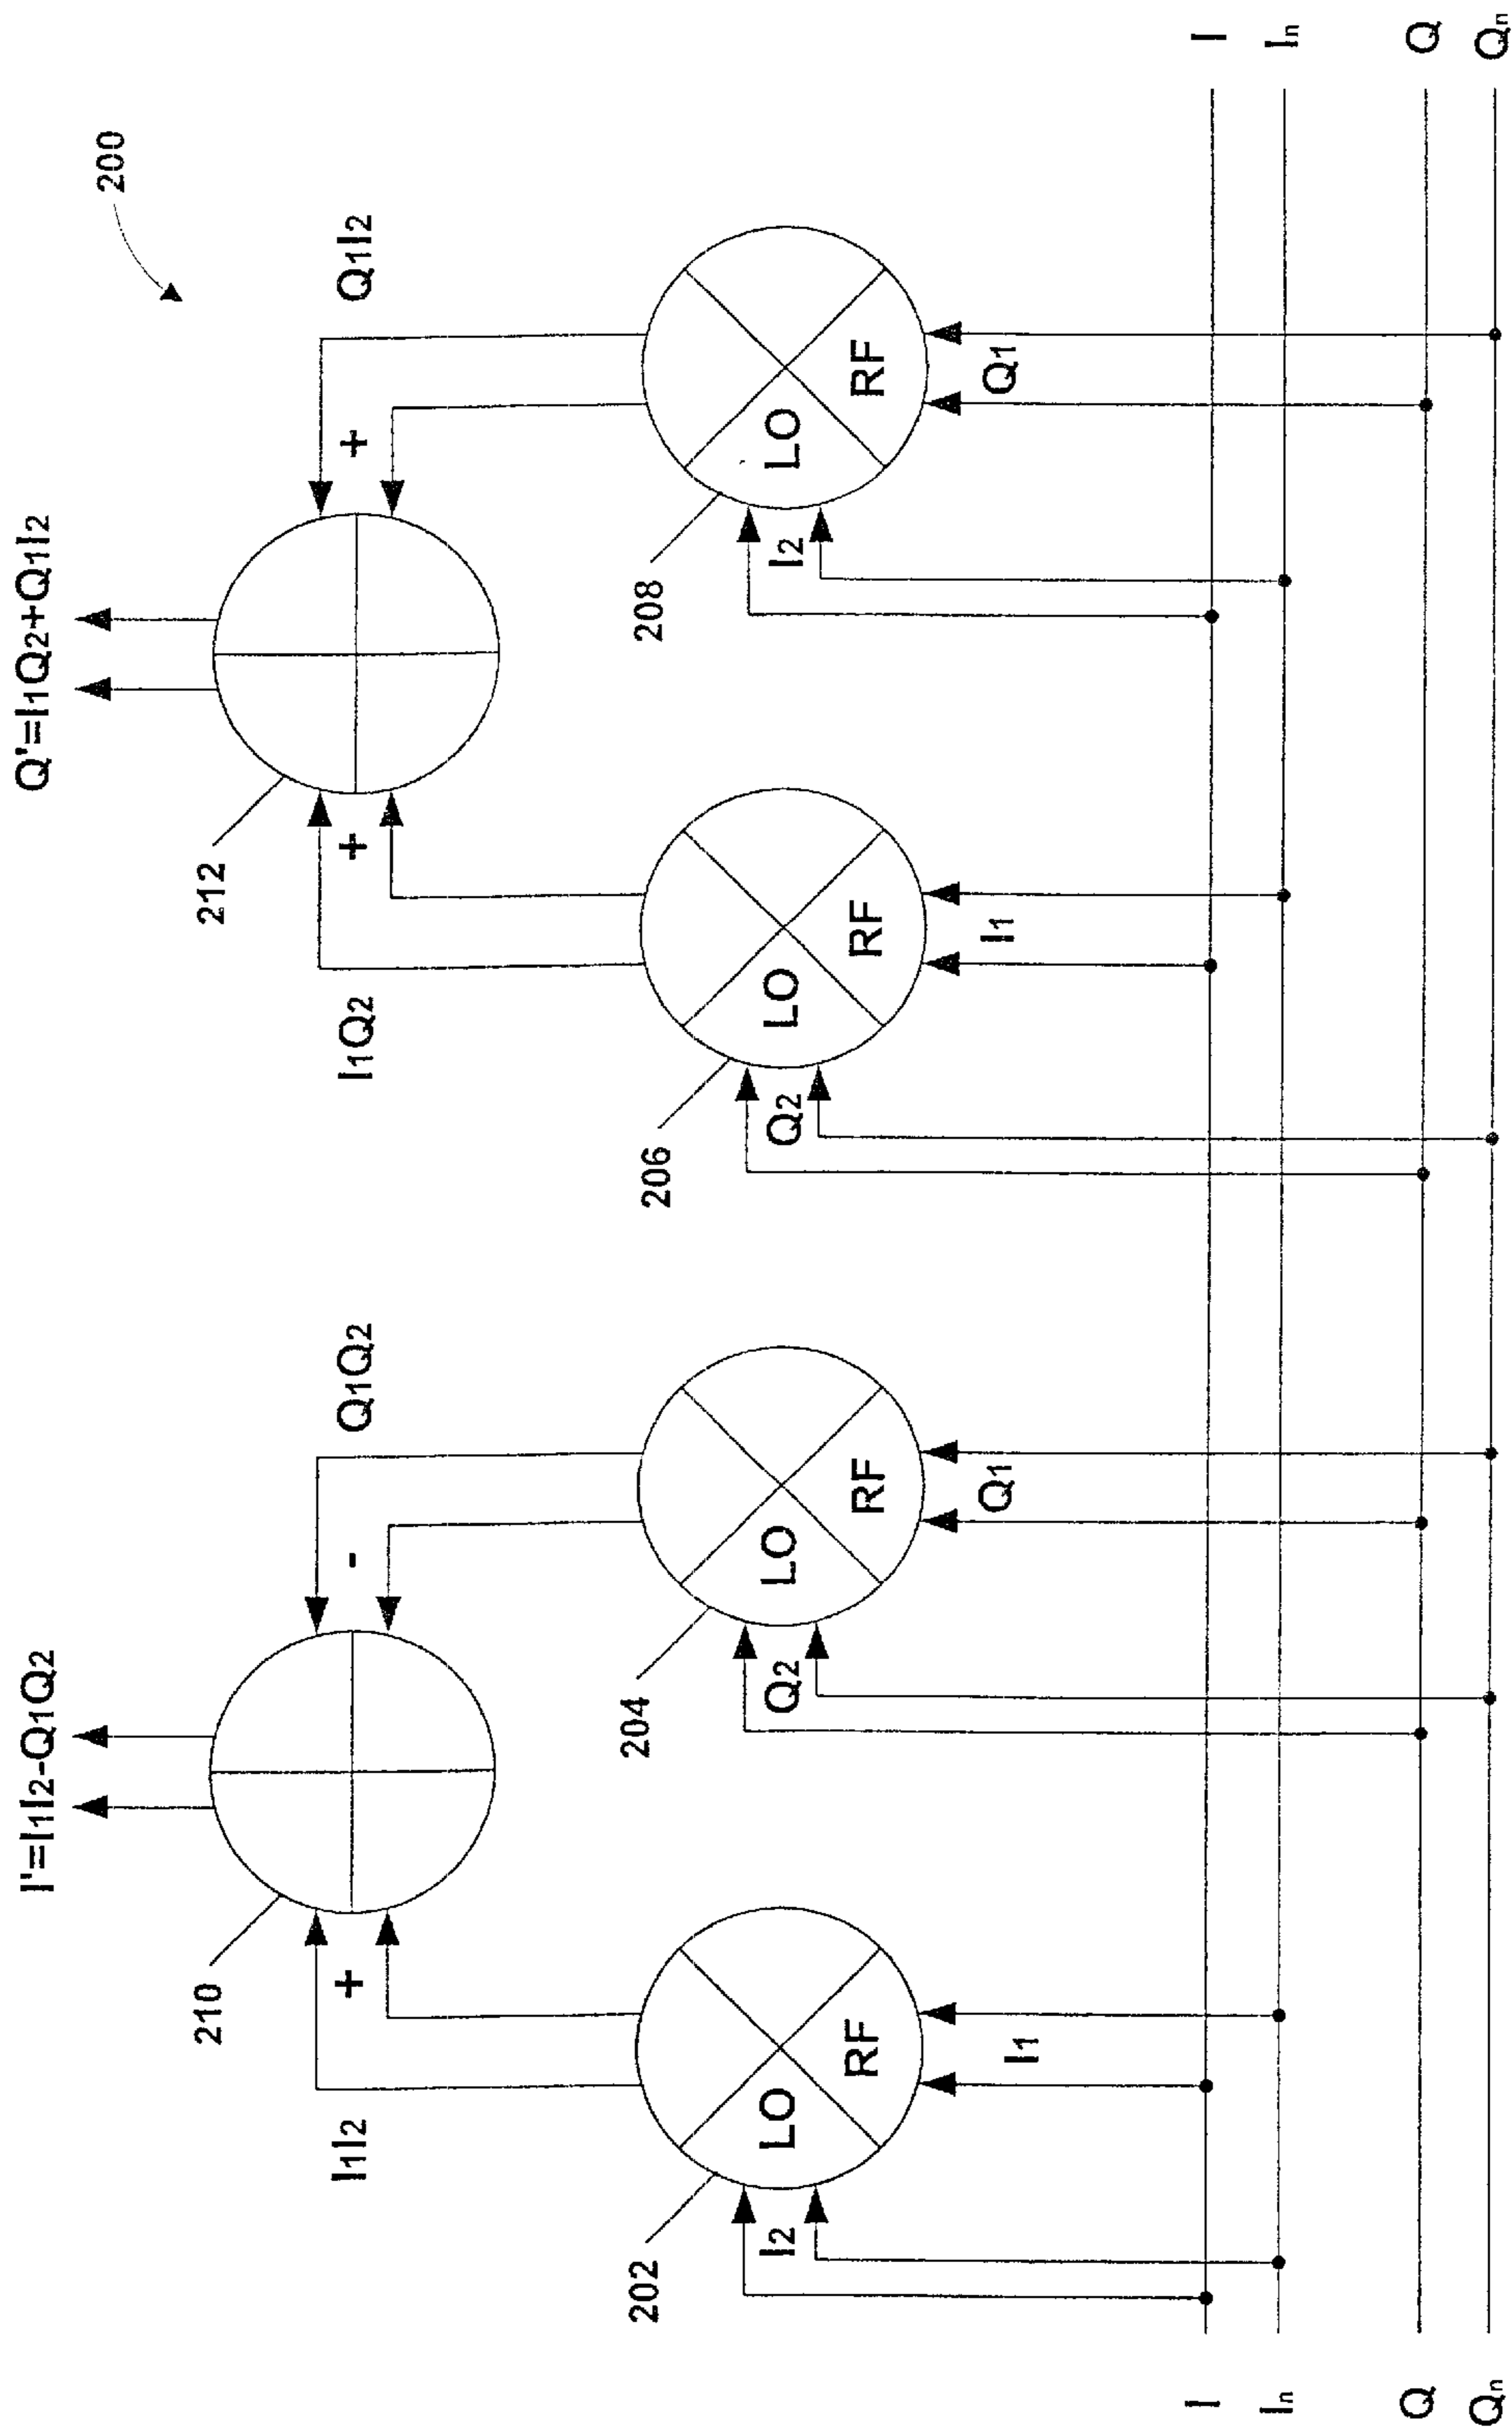 I'=I1I2-Q1Q2
Q'=I1Q2+Q1I2
200
210
212
I1I2
+
-
Q1Q2
I1Q2
+
+
Q1I2
202
204
206
208
I2
LO
RF
I1
Q2
LO
RF
Q1
Q2
LO
RF
I1
I2
LO
RF
Q1
I
I
In
In
Q
Q
Qn
Qn